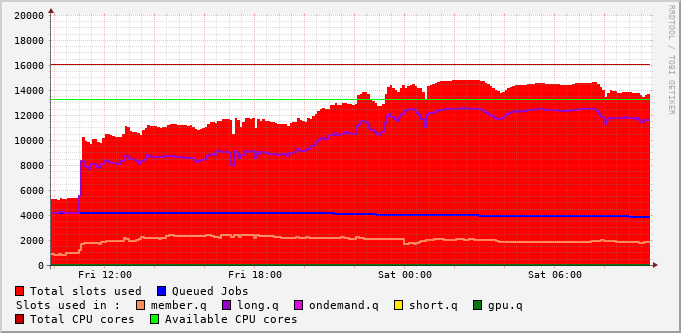 20000
18000
16000
14000
12000
10000
8000
6000
4000
2000
0
Fri 12:00 Fri 18:00 Sat 00:00 Sat 06:00
RRDTOOL / TOBI OETIKER
Total slots used Queued Jobs
Slots used in : member.q long.q ondemand.q short.q gpu.q
Total CPU cores Available CPU cores